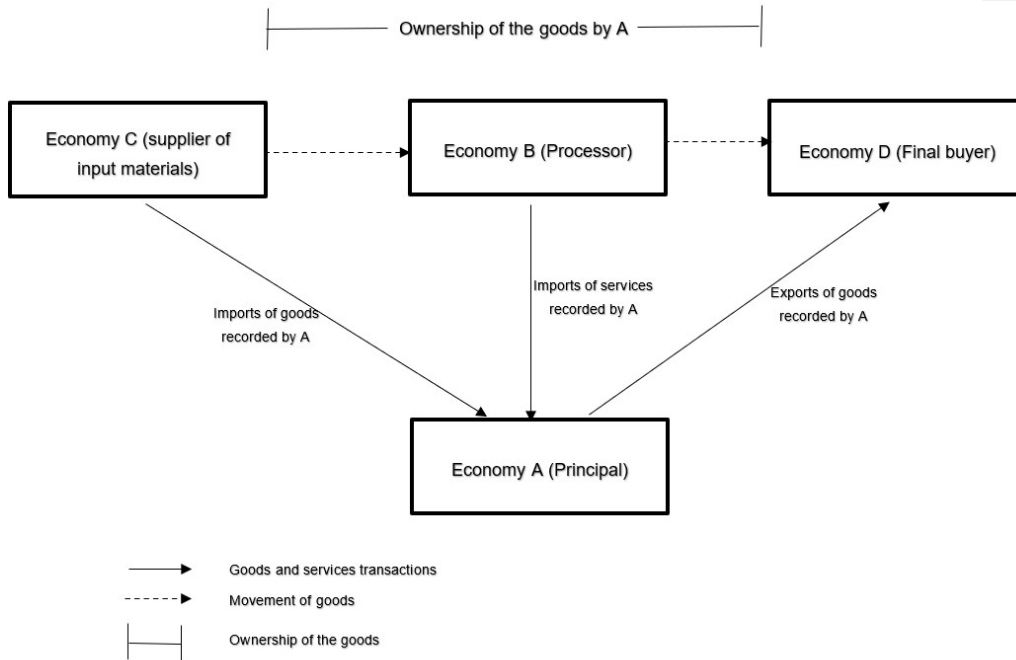 Ownership of the goods by A
Economy C (supplier of
input materials)
Economy B (Processor)
Economy D (Final buyer)
Imports of goods
recorded by A
Imports of services
recorded by A
Exports of goods
recorded by A
Economy A (Principal)
Goods and services transactions
Movement of goods
Ownership of the goods